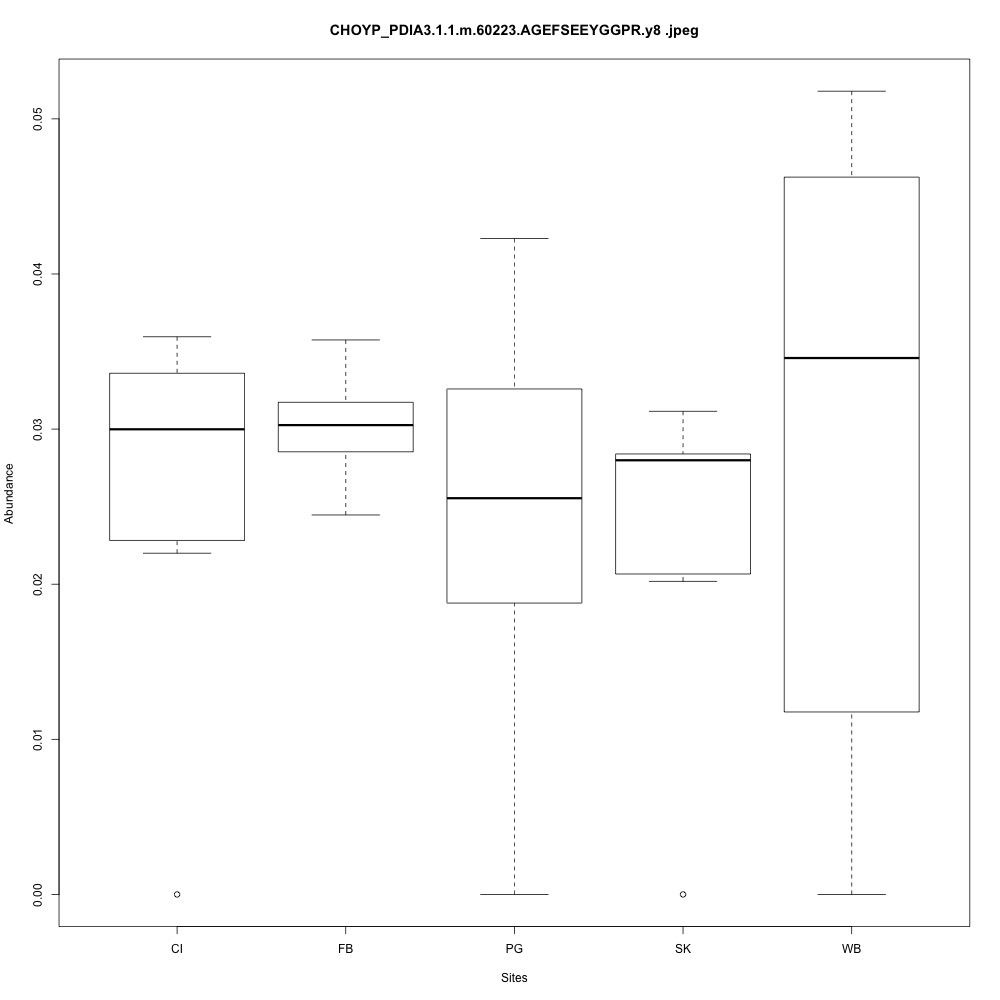 CHOYP_PDIA3.1.1.m.60223.AGEFSEEYGGPR.y8 .jpeg
0.05
0.04
0.03
0.02
0.01
0.00
Abundance
CI FB PG SK WB
Sites